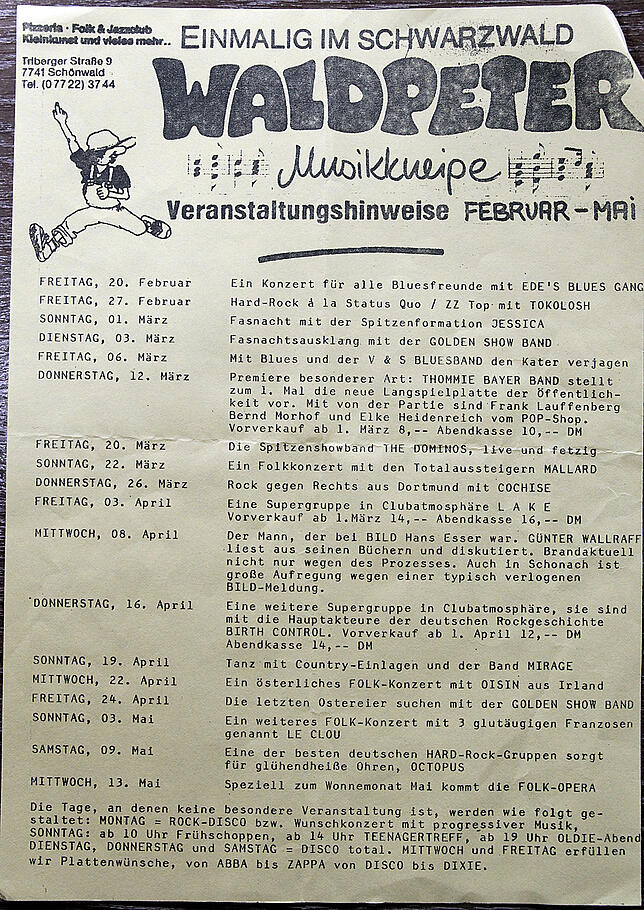 Pizzeria · Folk & Jazzclub
Kleinkunst und vieles mehr..
EINMALIG IM SCHWARZWALD
Triberger Straße 9
7741 Schönwald
Tel. (0 77 22) 37 44
WALDPETER
Musikkneipe
Veranstaltungshinweise FEBRUAR - MAI
FREITAG, 20. Februar Ein Konzert für alle Bluesfreunde mit EDE'S BLUES GANG
FREITAG, 27. Februar Hard-Rock à la Status Quo / ZZ Top mit TOKOLOSH
SONNTAG, 01. März Fasnacht mit der Spitzenformation JESSICA
DIENSTAG, 03. März Fasnachtsausklang mit der GOLDEN SHOW BAND
FREITAG, 06. März Mit Blues und der V & S BLUESBAND den Kater verjagen
DONNERSTAG, 12. März Premiere besonderer Art: THOMMIE BAYER BAND stellt
zum 1. Mal die neue Langspielplatte der Öffentlich-
keit vor. Mit von der Partie sind Frank Lauffenberg
Bernd Morhof und Elke Heidenreich vom POP-Shop.
Vorverkauf ab 1. März 8,-- Abendkasse 10,-- DM
FREITAG, 20. März Die Spitzenshowband THE DOMINOS, live und fetzig
SONNTAG, 22. März Ein Folkkonzert mit den Totalaussteigern MALLARD
DONNERSTAG, 26. März Rock gegen Rechts aus Dortmund mit COCHISE
FREITAG, 03. April Eine Supergruppe in Clubatmosphäre L A K E
Vorverkauf ab 1.März 14,-- Abendkasse 16,-- DM
MITTWOCH, 08. April Der Mann, der bei BILD Hans Esser war. GÜNTER WALLRAFF
liest aus seinen Büchern und diskutiert. Brandaktuell
nicht nur wegen des Prozesses. Auch in Schonach ist
große Aufregung wegen einer typisch verlogenen
BILD-Meldung.
DONNERSTAG, 16. April Eine weitere Supergruppe in Clubatmosphäre, sie sind
mit die Hauptakteure der deutschen Rockgeschichte
BIRTH CONTROL. Vorverkauf ab 1. April 12,-- DM
Abendkasse 14,-- DM
SONNTAG, 19. April Tanz mit Country-Einlagen und der Band MIRAGE
MITTWOCH, 22. April Ein österliches FOLK-Konzert mit OISIN aus Irland
FREITAG, 24. April Die letzten Ostereier suchen mit der GOLDEN SHOW BAND
SONNTAG, 03. Mai Ein weiteres FOLK-Konzert mit 3 glutäugigen Franzosen
genannt LE CLOU
SAMSTAG, 09. Mai Eine der besten deutschen HARD-Rock-Gruppen sorgt
für glühendheiße Ohren, OCTOPUS
MITTWOCH, 13. Mai Speziell zum Wonnemonat Mai kommt die FOLK-OPERA
Die Tage, an denen keine besondere Veranstaltung ist, werden wie folgt ge-
staltet: MONTAG = ROCK-DISCO bzw. Wunschkonzert mit progressiver Musik,
SONNTAG: ab 10 Uhr Frühschoppen, ab 14 Uhr TEENAGERTREFF, ab 19 Uhr OLDIE-Abend
DIENSTAG, DONNERSTAG und SAMSTAG = DISCO total. MITTWOCH und FREITAG erfüllen
wir Plattenwünsche, von ABBA bis ZAPPA von DISCO bis DIXIE.